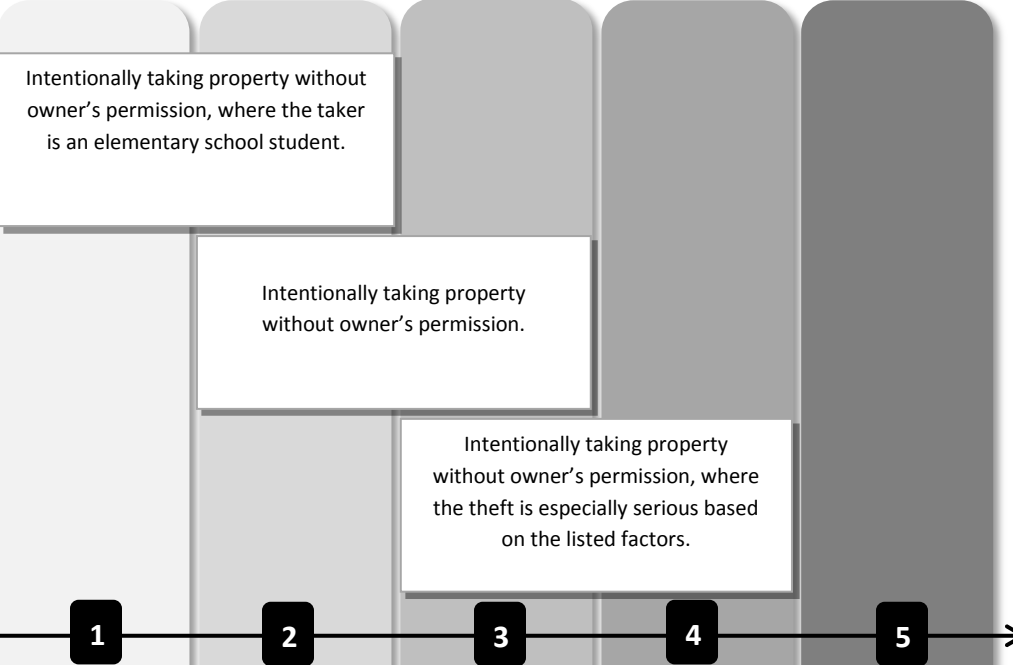 Intentionally taking property without
owner’s permission, where the taker
is an elementary school student.
Intentionally taking property
without owner’s permission.
Intentionally taking property
without owner’s permission, where
the theft is especially serious based
on the listed factors.
1 2 3 4 5